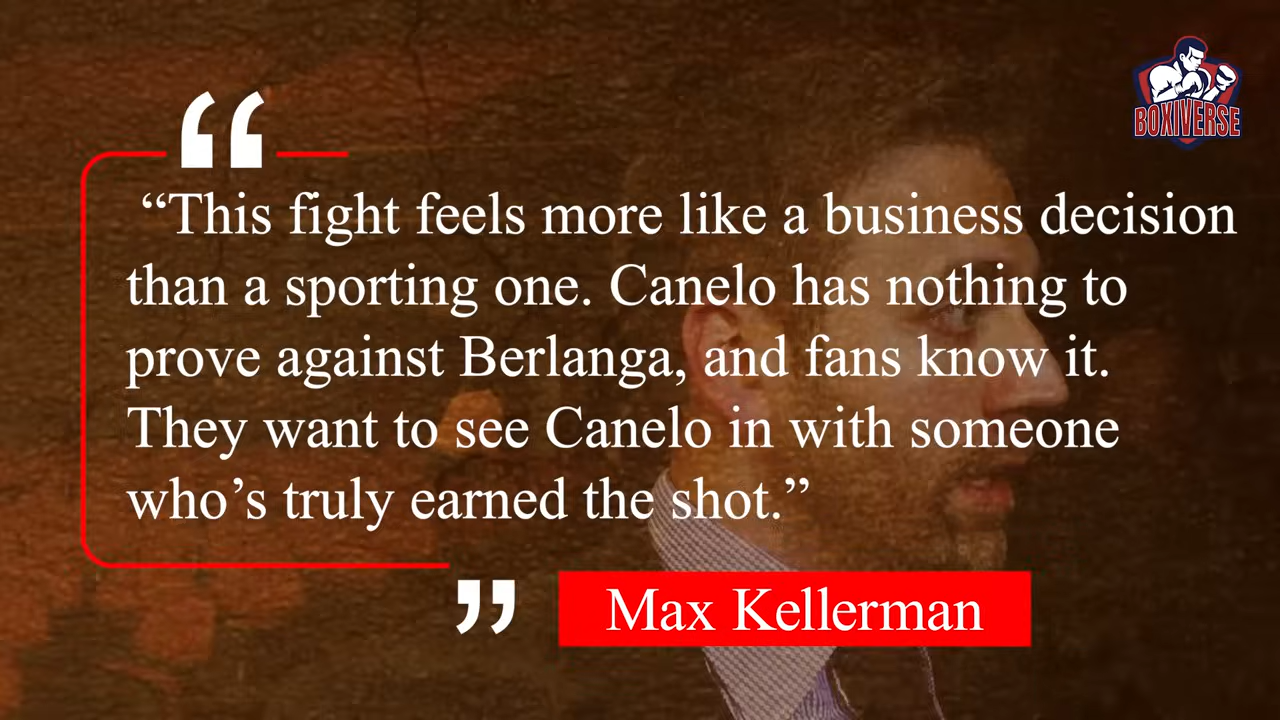 BOXIVERSE
“
“This fight feels more like a business decision
than a sporting one. Canelo has nothing to
prove against Berlanga, and fans know it.
They want to see Canelo in with someone
who’s truly earned the shot.”
”
Max Kellerman